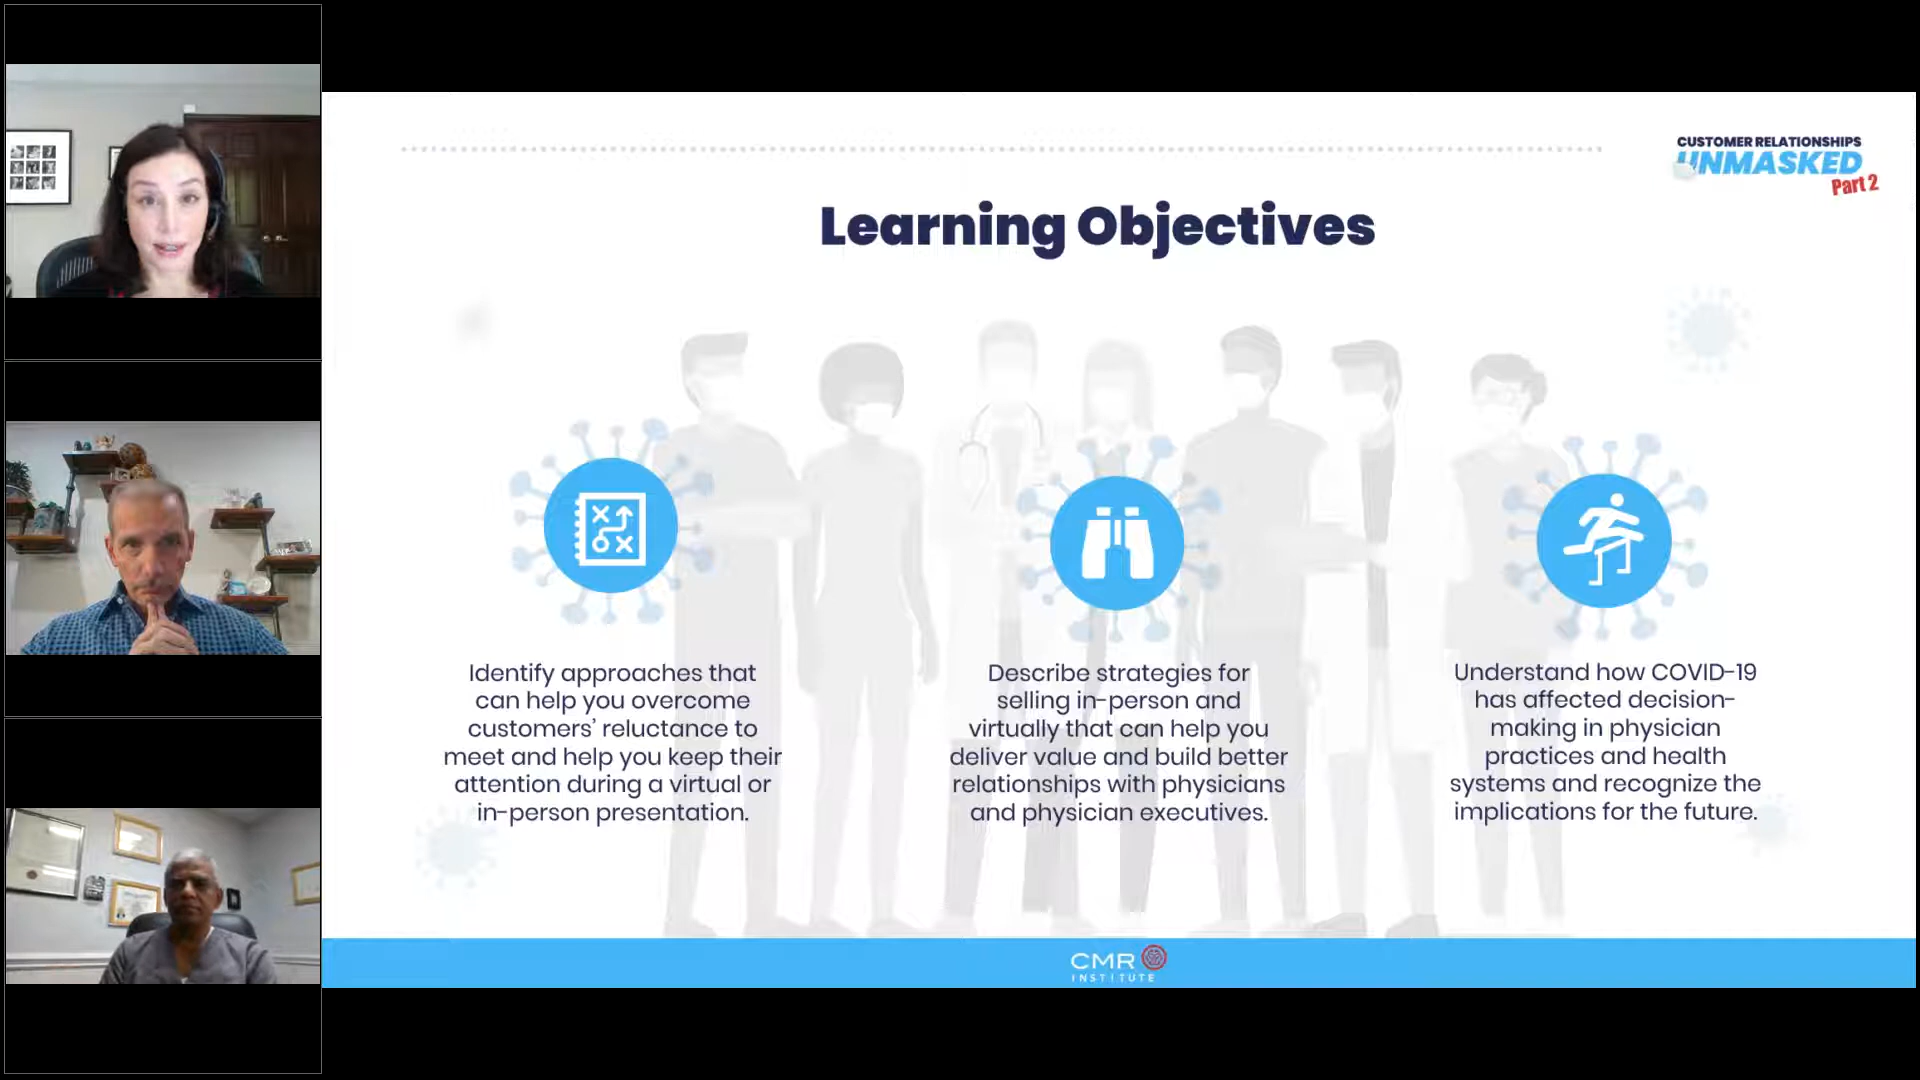 CUSTOMER RELATIONSHIPS
UNMASKED
Part 2
Learning Objectives
Identify approaches that
can help you overcome
customers’ reluctance to
meet and help you keep their
attention during a virtual or
in-person presentation.
Describe strategies for
selling in-person and
virtually that can help you
deliver value and build better
relationships with physicians
and physician executives.
Understand how COVID-19
has affected decision-
making in physician
practices and health
systems and recognize the
implications for the future.
CMR
INSTITUTE